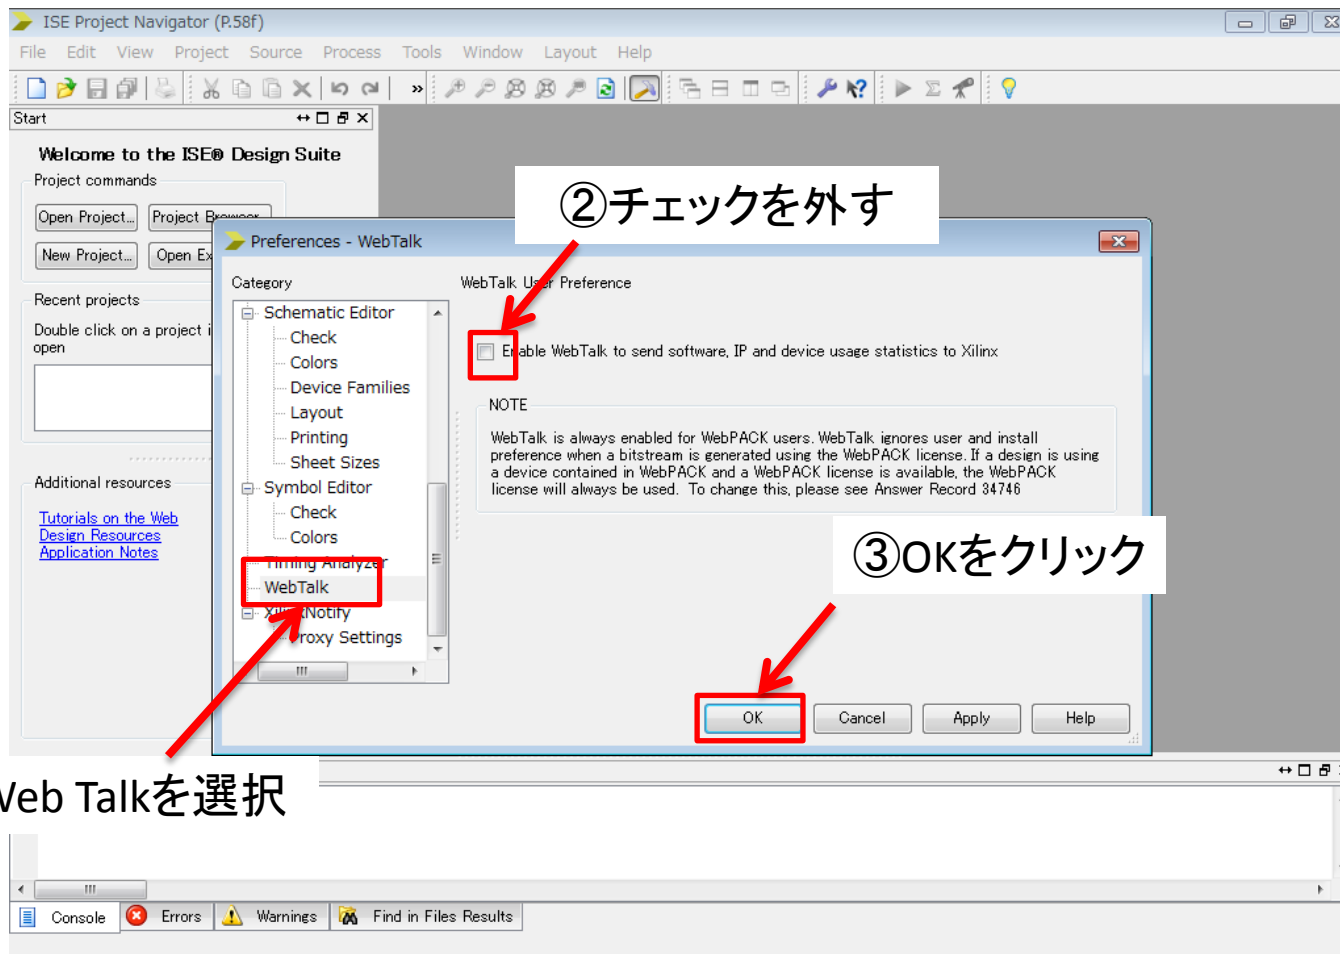 ISE Project Navigator (P.58f)
File Edit View Project Source Process Tools Window Layout Help
Start
Welcome to the ISE® Design Suite
Project commands
Open Project... Project Browser...
New Project... Open Ex
Recent projects
Double click on a project i
open
Additional resources
Tutorials on the Web
Design Resources
Application Notes
②チェックを外す
Preferences - WebTalk
Category
Schematic Editor
Check
Colors
Device Families
Layout
Printing
Sheet Sizes
Symbol Editor
Check
Colors
Timing Analyzer
WebTalk
XilinxNotify
Proxy Settings
WebTalk User Preference
Enable WebTalk to send software, IP and device usage statistics to Xilinx
NOTE
WebTalk is always enabled for WebPACK users. WebTalk ignores user and install
preference when a bitstream is generated using the WebPACK license. If a design is using
a device contained in WebPACK and a WebPACK license is available, the WebPACK
license will always be used. To change this, please see Answer Record 34746
③OKをクリック
OK Cancel Apply Help
Web Talkを選択
Console Errors Warnings Find in Files Results